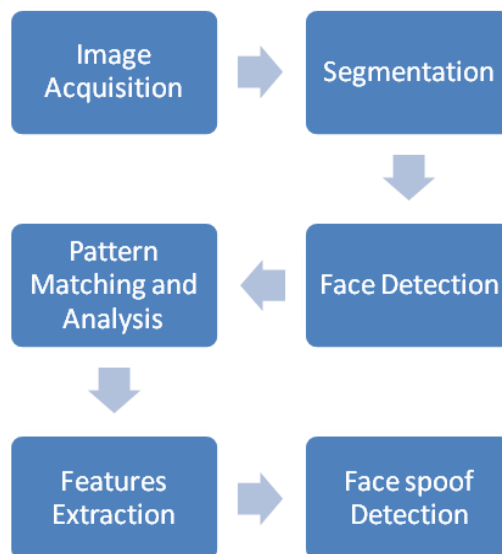 Image
Acquisition
Segmentation
Face Detection
Pattern
Matching and
Analysis
Features
Extraction
Face spoof
Detection